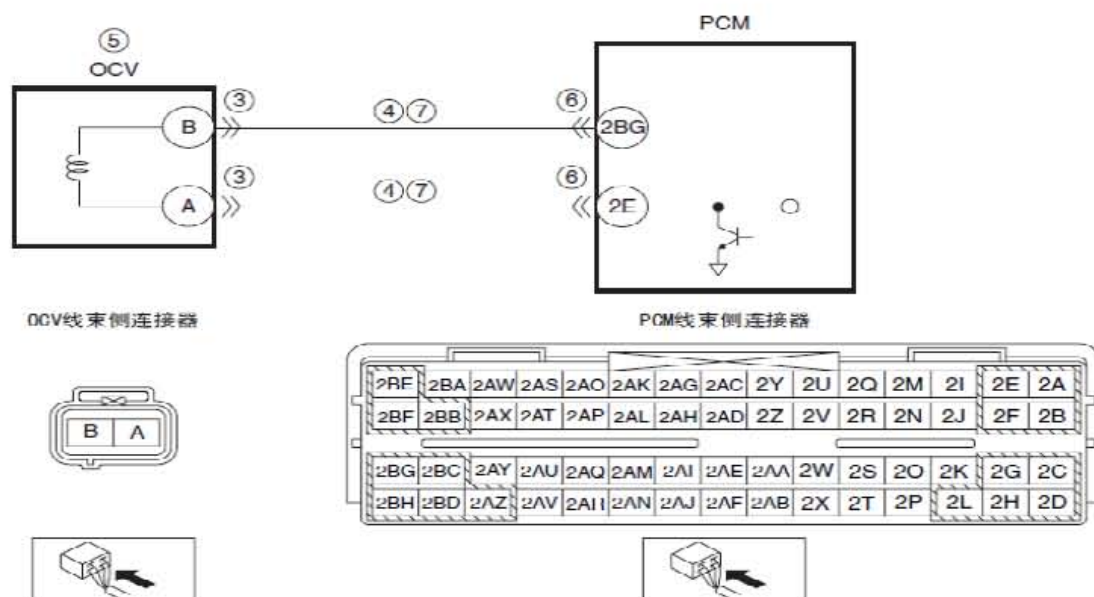 ⑤
OCV
PCM
B ③ ④⑦ ⑥ 2BG
A ③ ④⑦ ⑥ 2E
OCV线束侧连接器
PCM线束侧连接器
B A
2BE 2BA 2AW 2AS 2AO 2AK 2AG 2AC 2Y 2U 2Q 2M 2I 2E 2A
2BF 2BB 2AX 2AT 2AP 2AL 2AH 2AD 2Z 2V 2R 2N 2J 2F 2B
2BG 2BC 2AY 2AU 2AQ 2AM 2AI 2AE 2AA 2W 2S 2O 2K 2G 2C
2BH 2BD 2AZ 2AV 2AR 2AN 2AJ 2AF 2AB 2X 2T 2P 2L 2H 2D